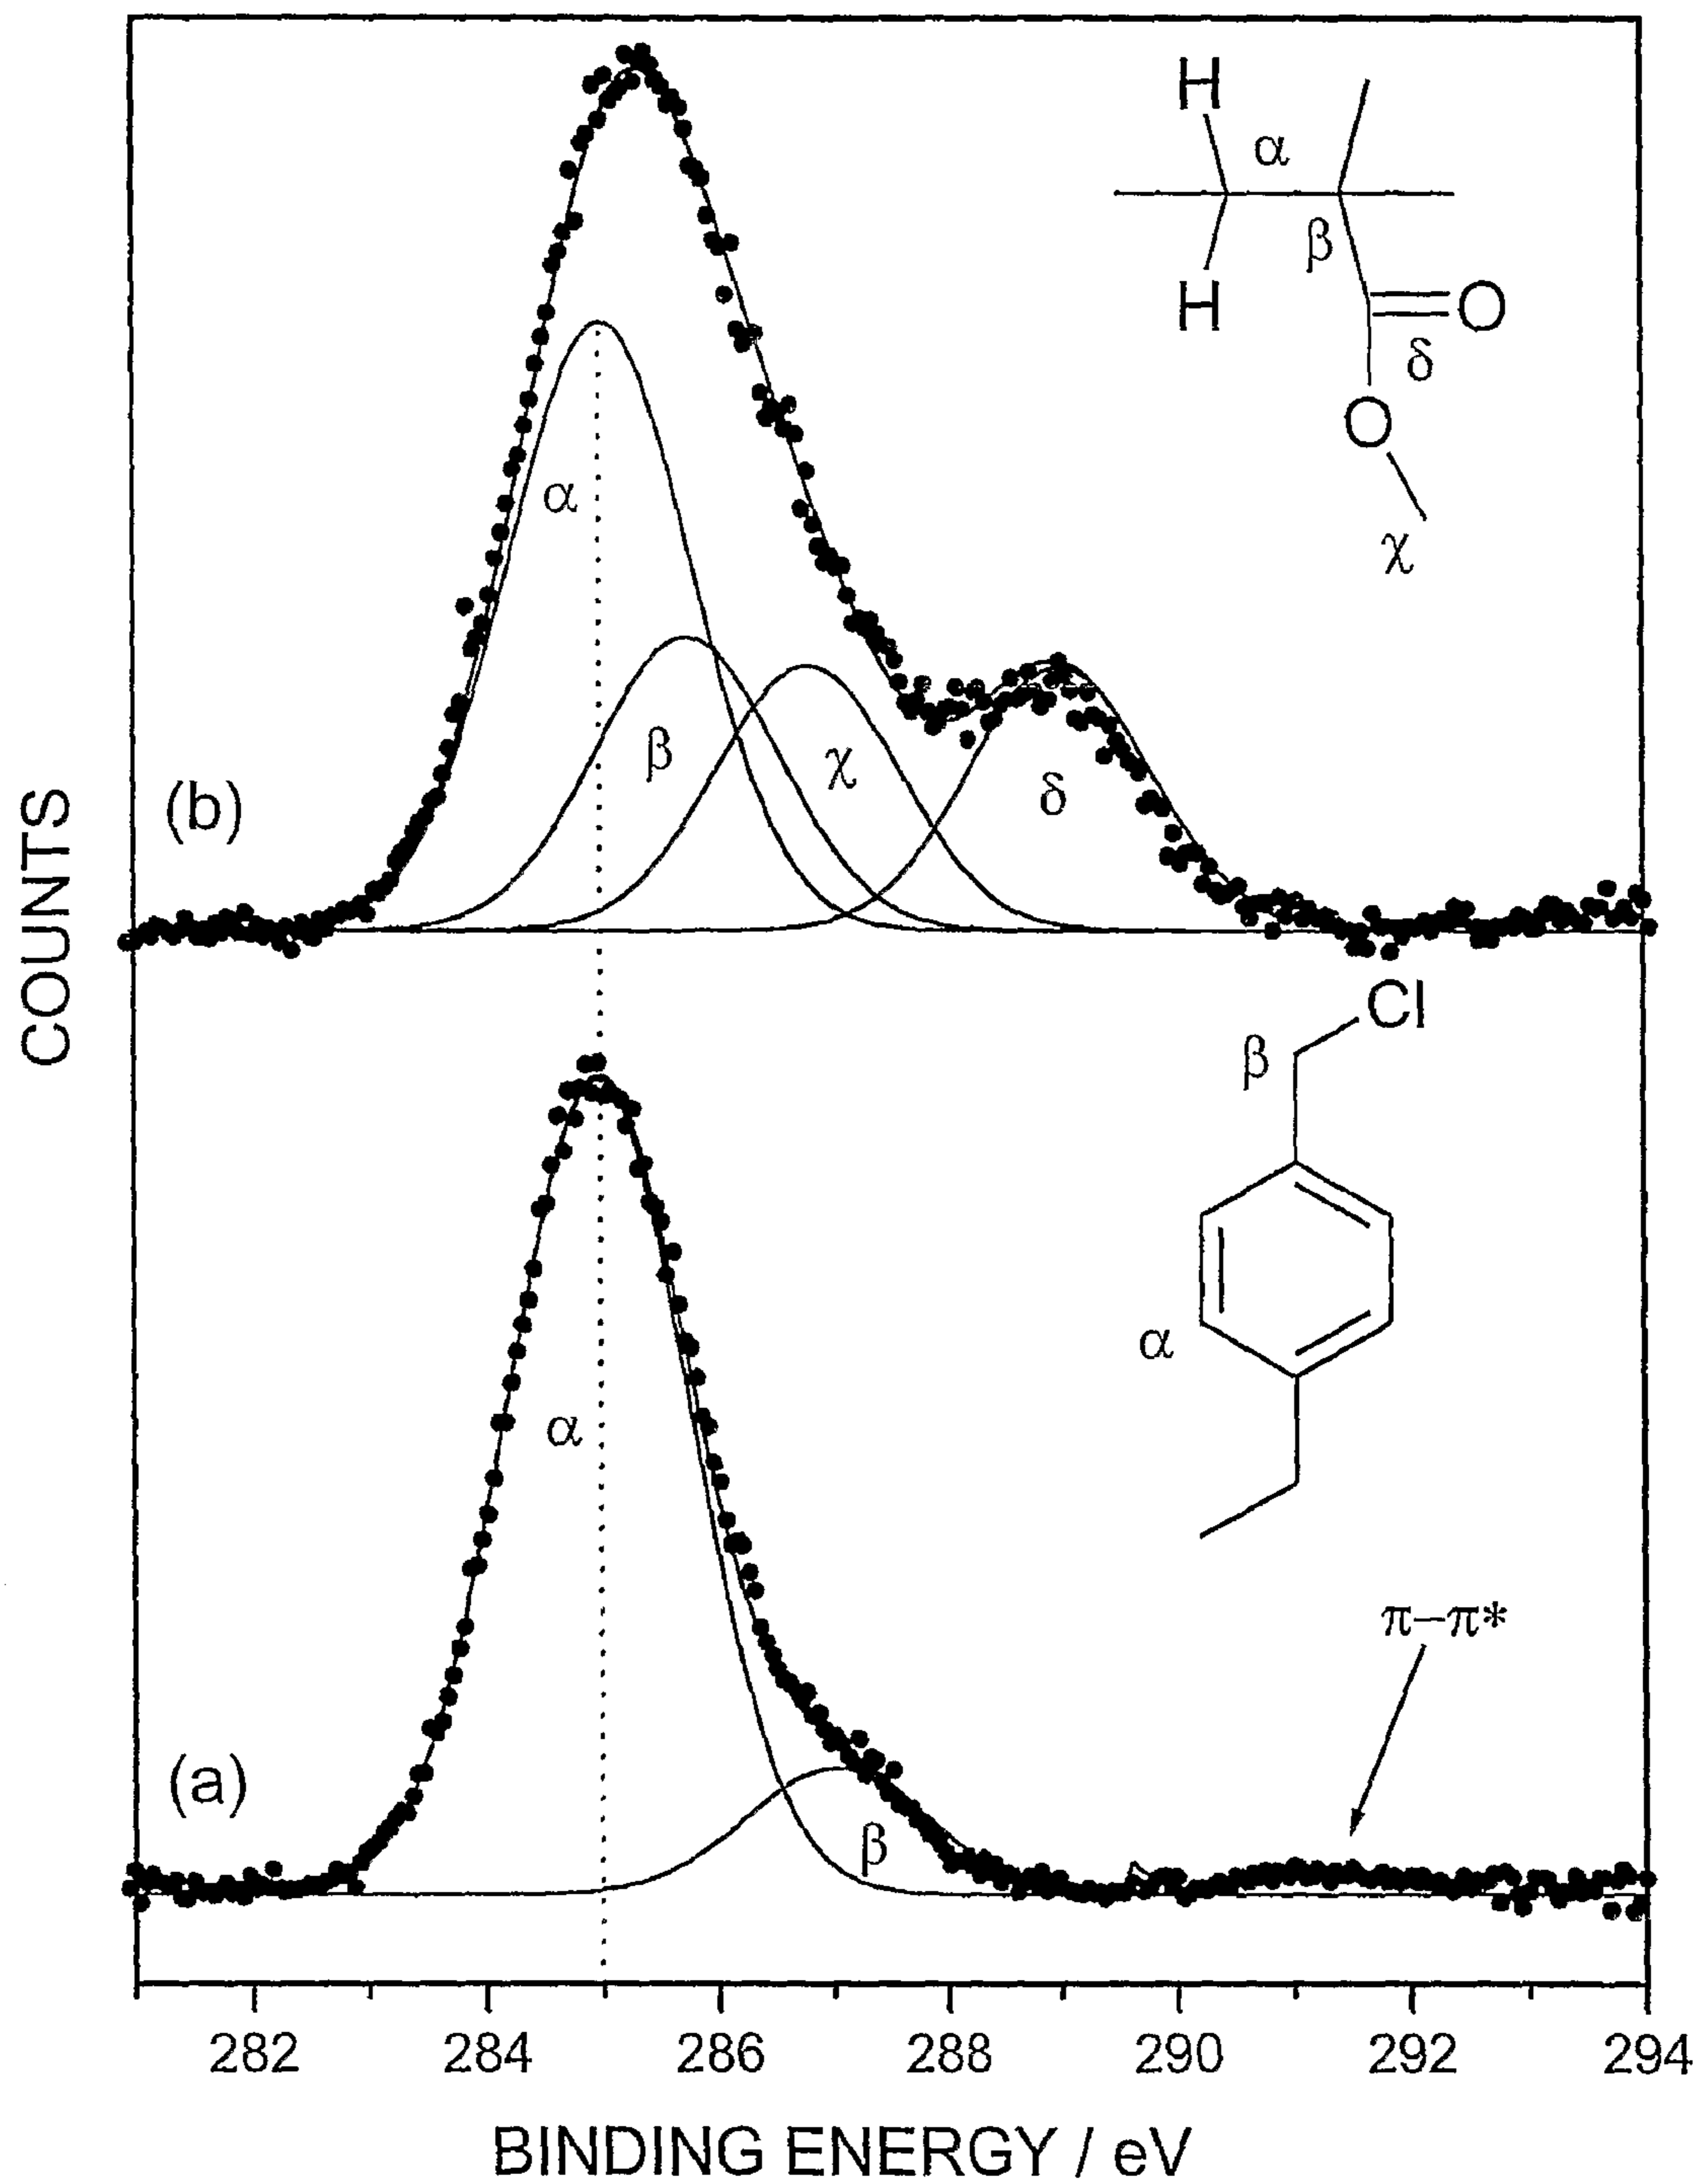 H
α
β
H
O
δ
O
χ
α
β
χ
δ
(b)
COUNTS
Cl
β
α
α
π–π*
(a)
β
282 284 286 288 290 292 294
BINDING ENERGY / eV